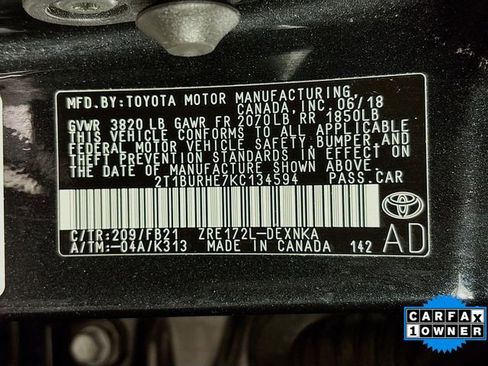 MFD.BY:TOYOTA MOTOR MANUFACTURING,
CANADA, INC. 06/18
GVWR 3820 LB GAWR FR 2070LB RR 1850LB
THIS VEHICLE CONFORMS TO ALL APPLICABLE
FEDERAL MOTOR VEHICLE SAFETY, BUMPER, AND
THEFT PREVENTION STANDARDS IN EFFECT ON
THE DATE OF MANUFACTURE SHOWN ABOVE.
2T1BURHE7KC134594 PASS.CAR
C/TR:209/FB21 ZRE172L-DEXNKA
A/TM:-04A/K313 MADE IN CANADA 142
AD
CARFAX
1 OWNER